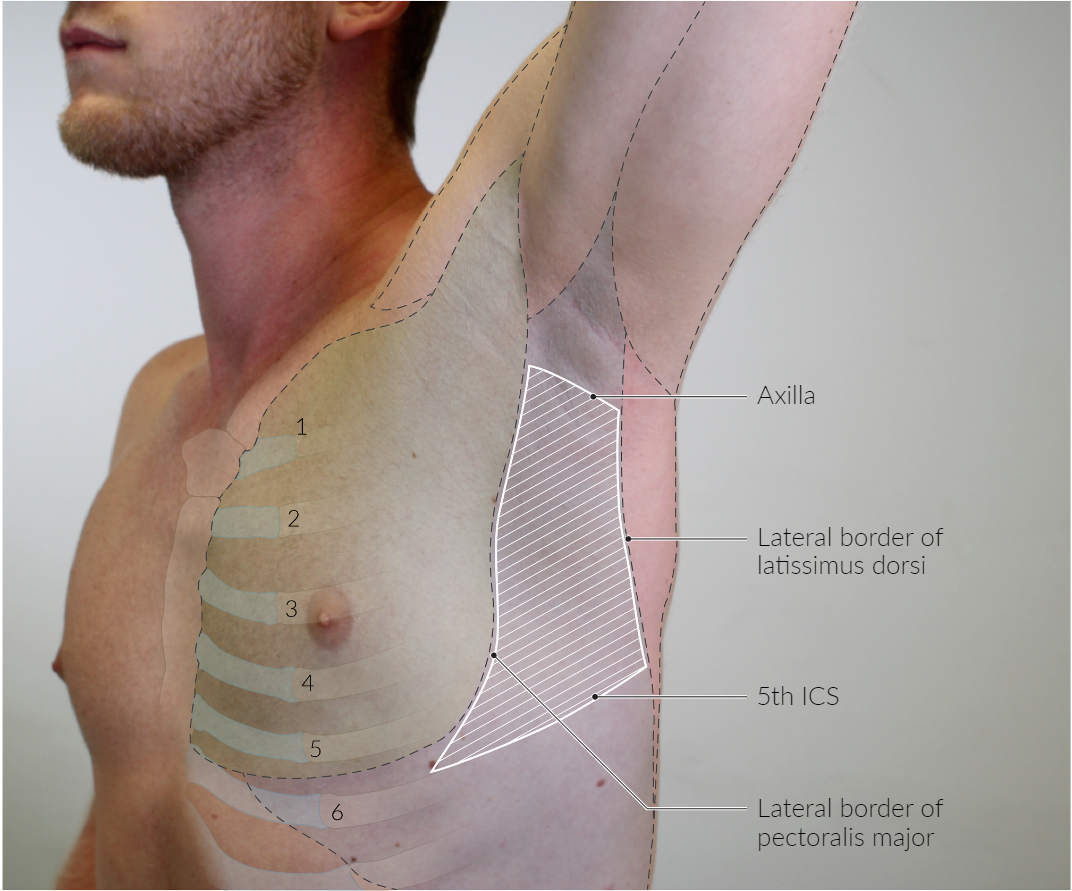 1
2
3
4
5
6
Axilla
Lateral border of
latissimus dorsi
5th ICS
Lateral border of
pectoralis major